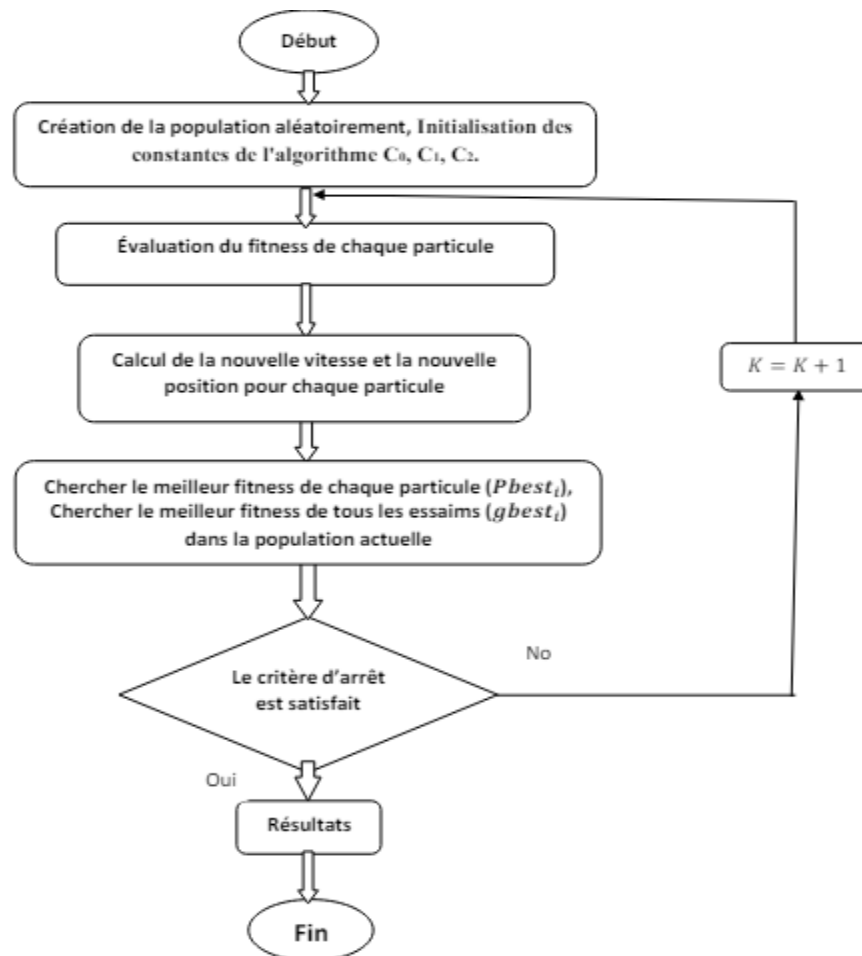 Début
Création de la population aléatoirement, Initialisation des
constantes de l'algorithme C₀, C₁, C₂.
Évaluation du fitness de chaque particule
Calcul de la nouvelle vitesse et la nouvelle
position pour chaque particule
K = K + 1
Chercher le meilleur fitness de chaque particule (Pbestᵢ),
Chercher le meilleur fitness de tous les essaims (gbestᵢ)
dans la population actuelle
No
Le critère d’arrêt
est satisfait
Oui
Résultats
Fin